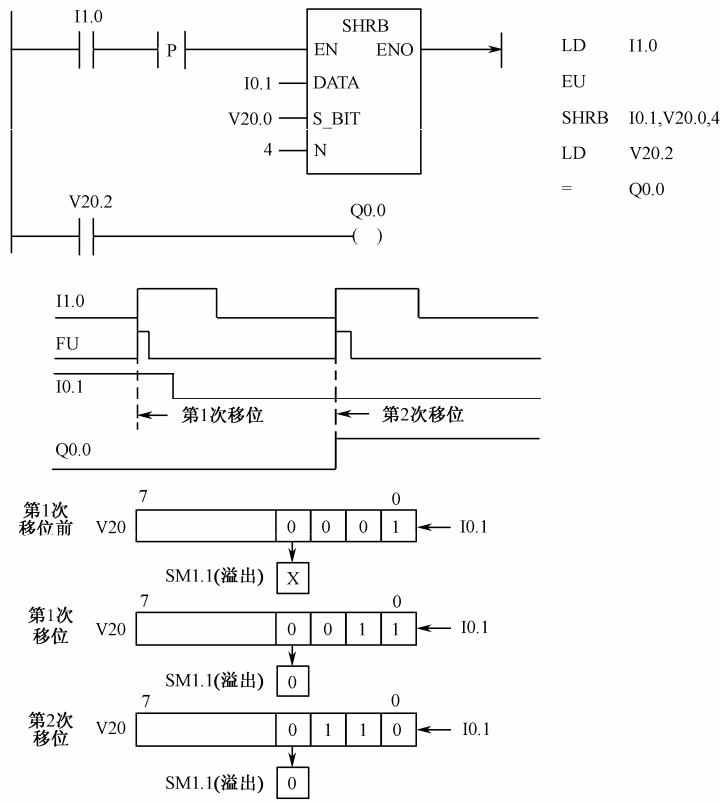 I1.0
SHRB
P
EN ENO
I0.1 DATA
V20.0 S_BIT
4 N
V20.2
Q0.0
( )
LD I1.0
EU
SHRB I0.1,V20.0,4
LD V20.2
= Q0.0
I1.0
FU
I0.1
第1次移位 第2次移位
Q0.0
7 0
第1次
移位前 V20 0 0 0 1 I0.1
SM1.1(溢出) X
7 0
第1次
移位 V20 0 0 1 1 I0.1
SM1.1(溢出) 0
7 0
第2次
移位 V20 0 1 1 0 I0.1
SM1.1(溢出) 0